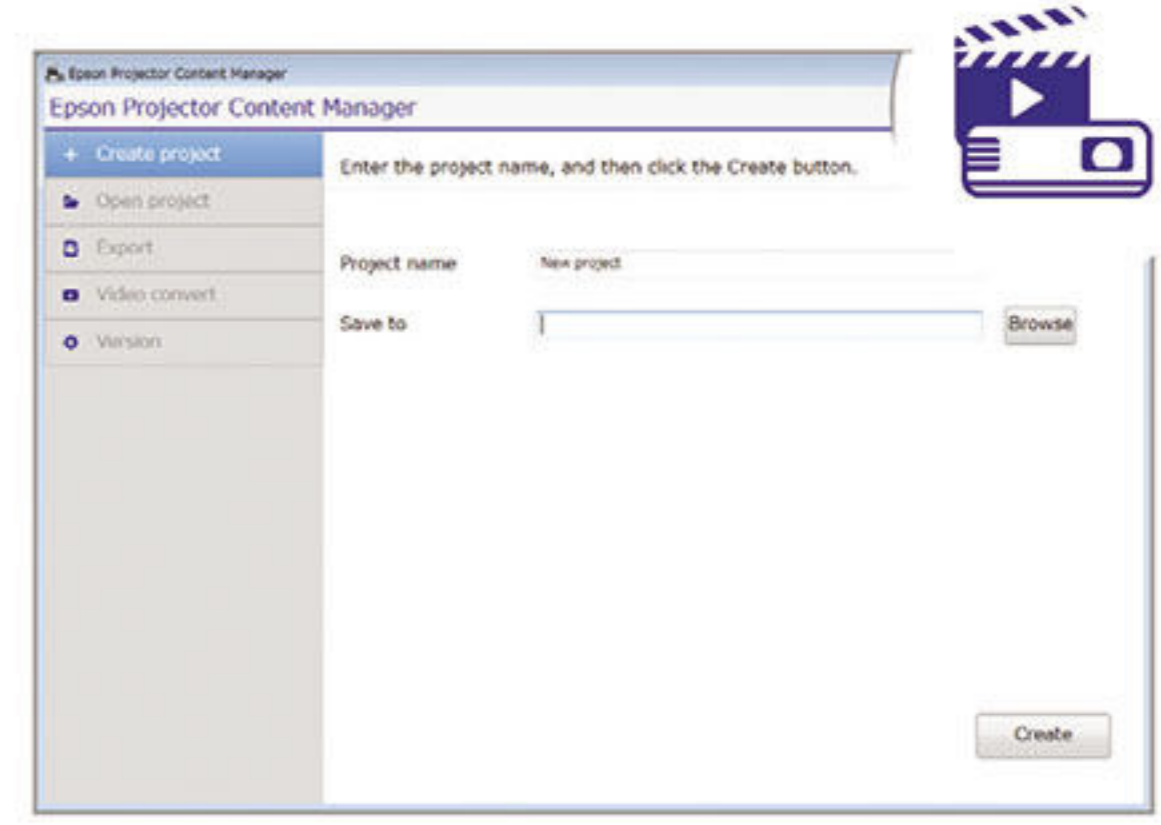 Epson Projector Content Manager
Epson Projector Content Manager
+ Create project
Open project
Export
Video convert
Version
Enter the project name, and then click the Create button.
Project name New project
Save to Browse
Create